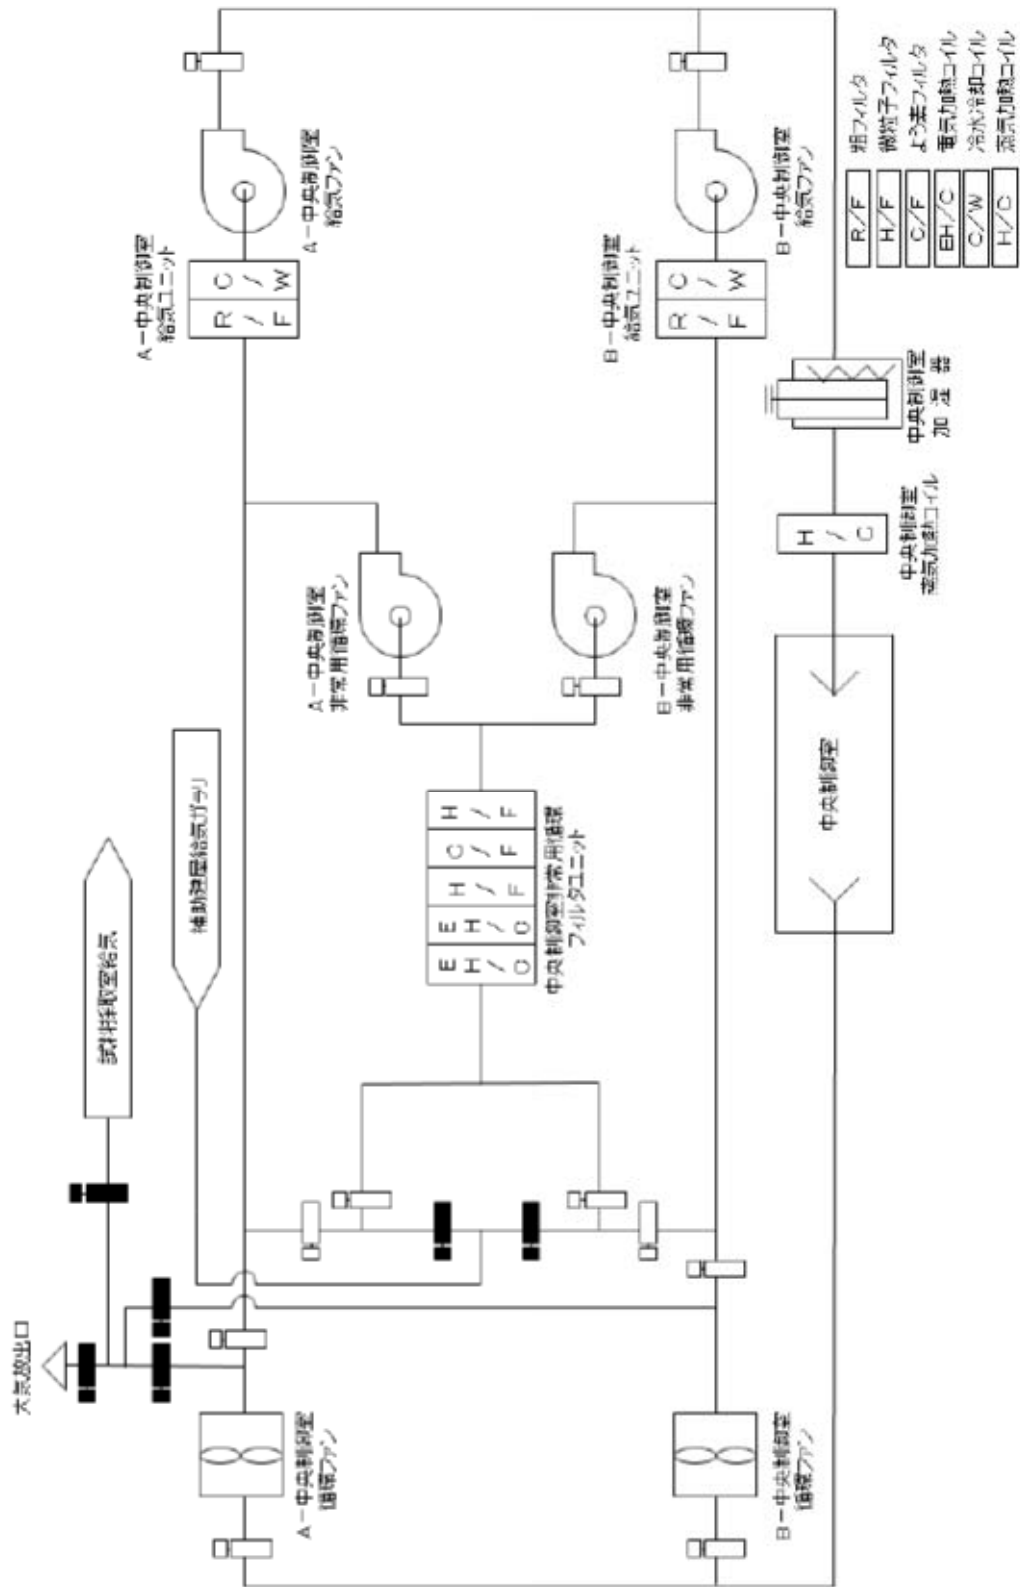 大気放出口
試料採取室給気
補助建屋給気ガラリ
A-中央制御室
循環ファン
B-中央制御室
循環ファン
EH/C
EH/C
H/F
C/F
H/F
中央制御室非常用循環
フィルタユニット
A-中央制御室
非常用循環ファン
B-中央制御室
非常用循環ファン
R/F
C/W
A-中央制御室
給気ユニット
A-中央制御室
給気ファン
R/F
C/W
B-中央制御室
給気ユニット
B-中央制御室
給気ファン
中央制御室
H/C
中央制御室
蒸気加熱コイル
中央制御室
加湿器
R/F 粗フィルタ
H/F 微粒子フィルタ
C/F よう素フィルタ
EH/C 電気加熱コイル
C/W 冷水冷却コイル
H/C 蒸気加熱コイル